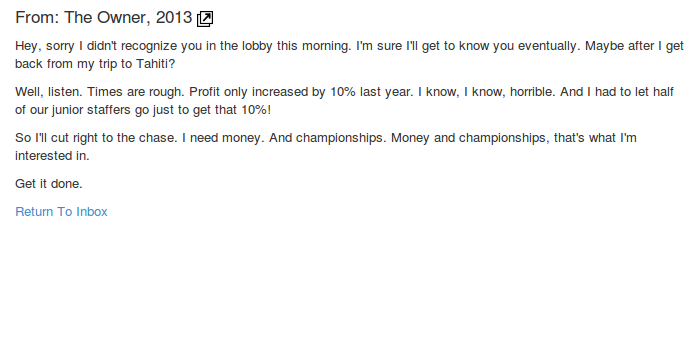 From: The Owner, 2013
Hey, sorry I didn't recognize you in the lobby this morning. I'm sure I'll get to know you eventually. Maybe after I get
back from my trip to Tahiti?
Well, listen. Times are rough. Profit only increased by 10% last year. I know, I know, horrible. And I had to let half
of our junior staffers go just to get that 10%!
So I'll cut right to the chase. I need money. And championships. Money and championships, that's what I'm
interested in.
Get it done.
Return To Inbox